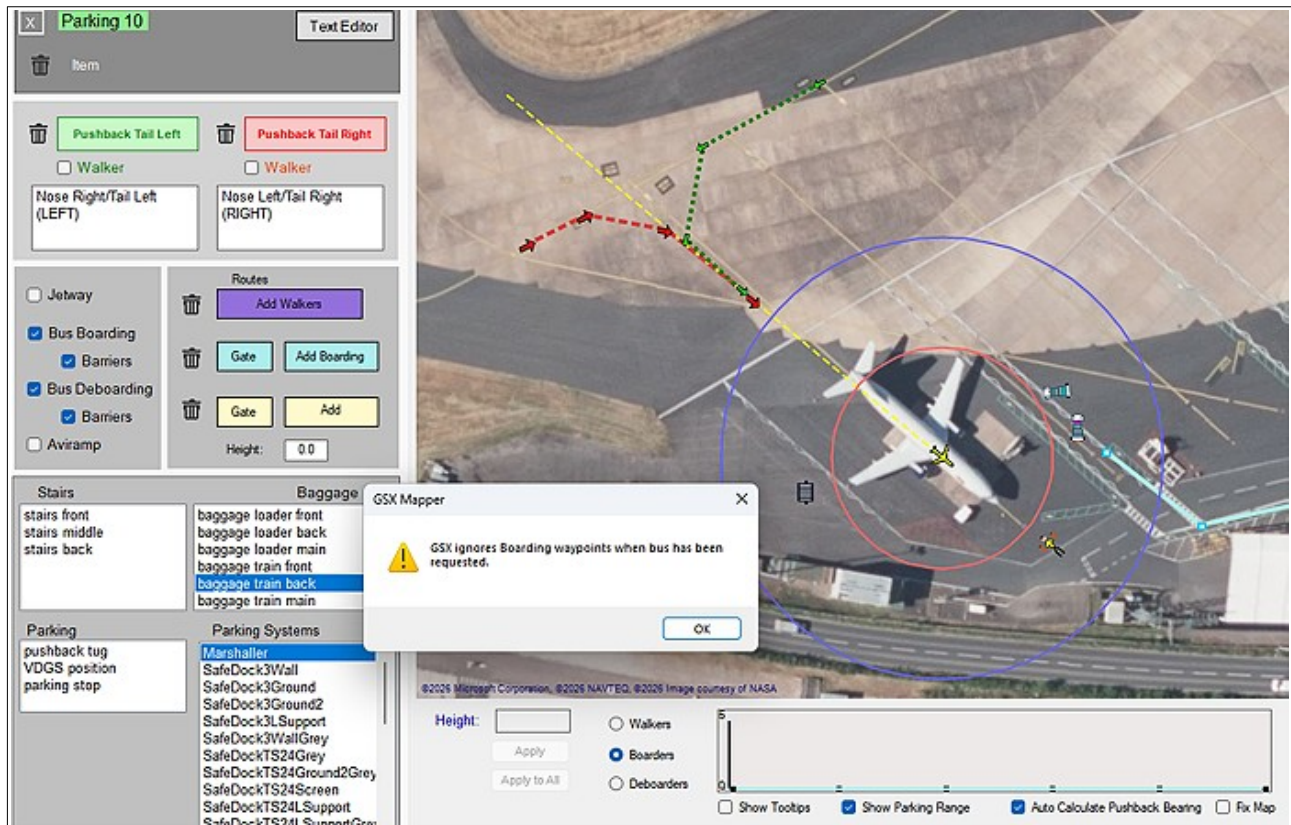 X
Parking 10
Text Editor
Item
Pushback Tail Left
Pushback Tail Right
Walker
Walker
Nose Right/Tail Left
(LEFT)
Nose Left/Tail Right
(RIGHT)
Jetway
Bus Boarding
Barriers
Bus Deboarding
Barriers
Aviramp
Routes
Add Walkers
Gate
Add Boarding
Gate
Add
Height:
0.0
Stairs
stairs front
stairs middle
stairs back
Baggage
baggage loader front
baggage loader back
baggage loader main
baggage train front
baggage train back
baggage train main
Parking
pushback tug
VDGS position
parking stop
Parking Systems
Marshaller
SafeDock3Wall
SafeDock3Ground
SafeDock3Ground2
SafeDock3LSupport
SafeDock3WallGrey
SafeDockTS24Grey
SafeDockTS24Ground2Grey
SafeDockTS24Screen
SafeDockTS24LSupport
SafeDockTS24LSupportGrey
GSX Mapper
GSX ignores Boarding waypoints when bus has been
requested.
OK
©2026 Microsoft Corporation, ©2026 NAVTEQ, ©2026 Image courtesy of NASA
Height:
Apply
Apply to All
Walkers
Boarders
Deboarders
5
0
Show Tooltips
Show Parking Range
Auto Calculate Pushback Bearing
Fix Map